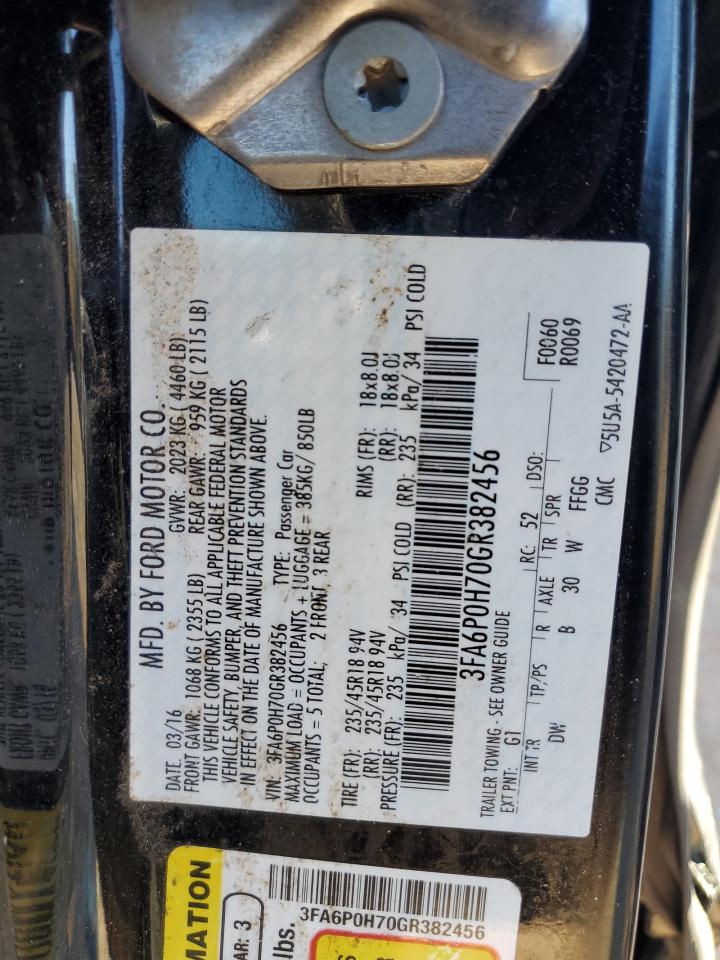 MFD. BY FORD MOTOR CO.
DATE: 03/16 GVWR: 2023 KG ( 4460 LB)
FRONT GAWR: 1068 KG ( 2355 LB) REAR GAWR: 959 KG ( 2115 LB)
THIS VEHICLE CONFORMS TO ALL APPLICABLE FEDERAL MOTOR
VEHICLE SAFETY, BUMPER, AND THEFT PREVENTION STANDARDS
IN EFFECT ON THE DATE OF MANUFACTURE SHOWN ABOVE.
VIN: 3FA6P0H70GR382456 TYPE: Passenger Car
MAXIMUM LOAD = OCCUPANTS + LUGGAGE = 385KG/ 850LB
OCCUPANTS = 5 TOTAL; 2 FRONT, 3 REAR
TIRE (FR): 235/45R18 94V RIMS (FR): 18x8.0J
(RR): 235/45R18 94V (RR): 18x8.0J
PRESSURE (FR): 235 kPa/ 34 PSI COLD (RR): 235 kPa/ 34 PSI COLD
3FA6P0H70GR382456
TRAILER TOWING - SEE OWNER GUIDE
EXT PNT: G1 RC: 52 DSO: F0060
R0069
INT TR TP/PS R AXLE TR SPR
DW B 30 W FFGG
CMC ▽5U5A-5420472-AA
MATION
AR: 3
lbs.
3FA6P0H70GR382456